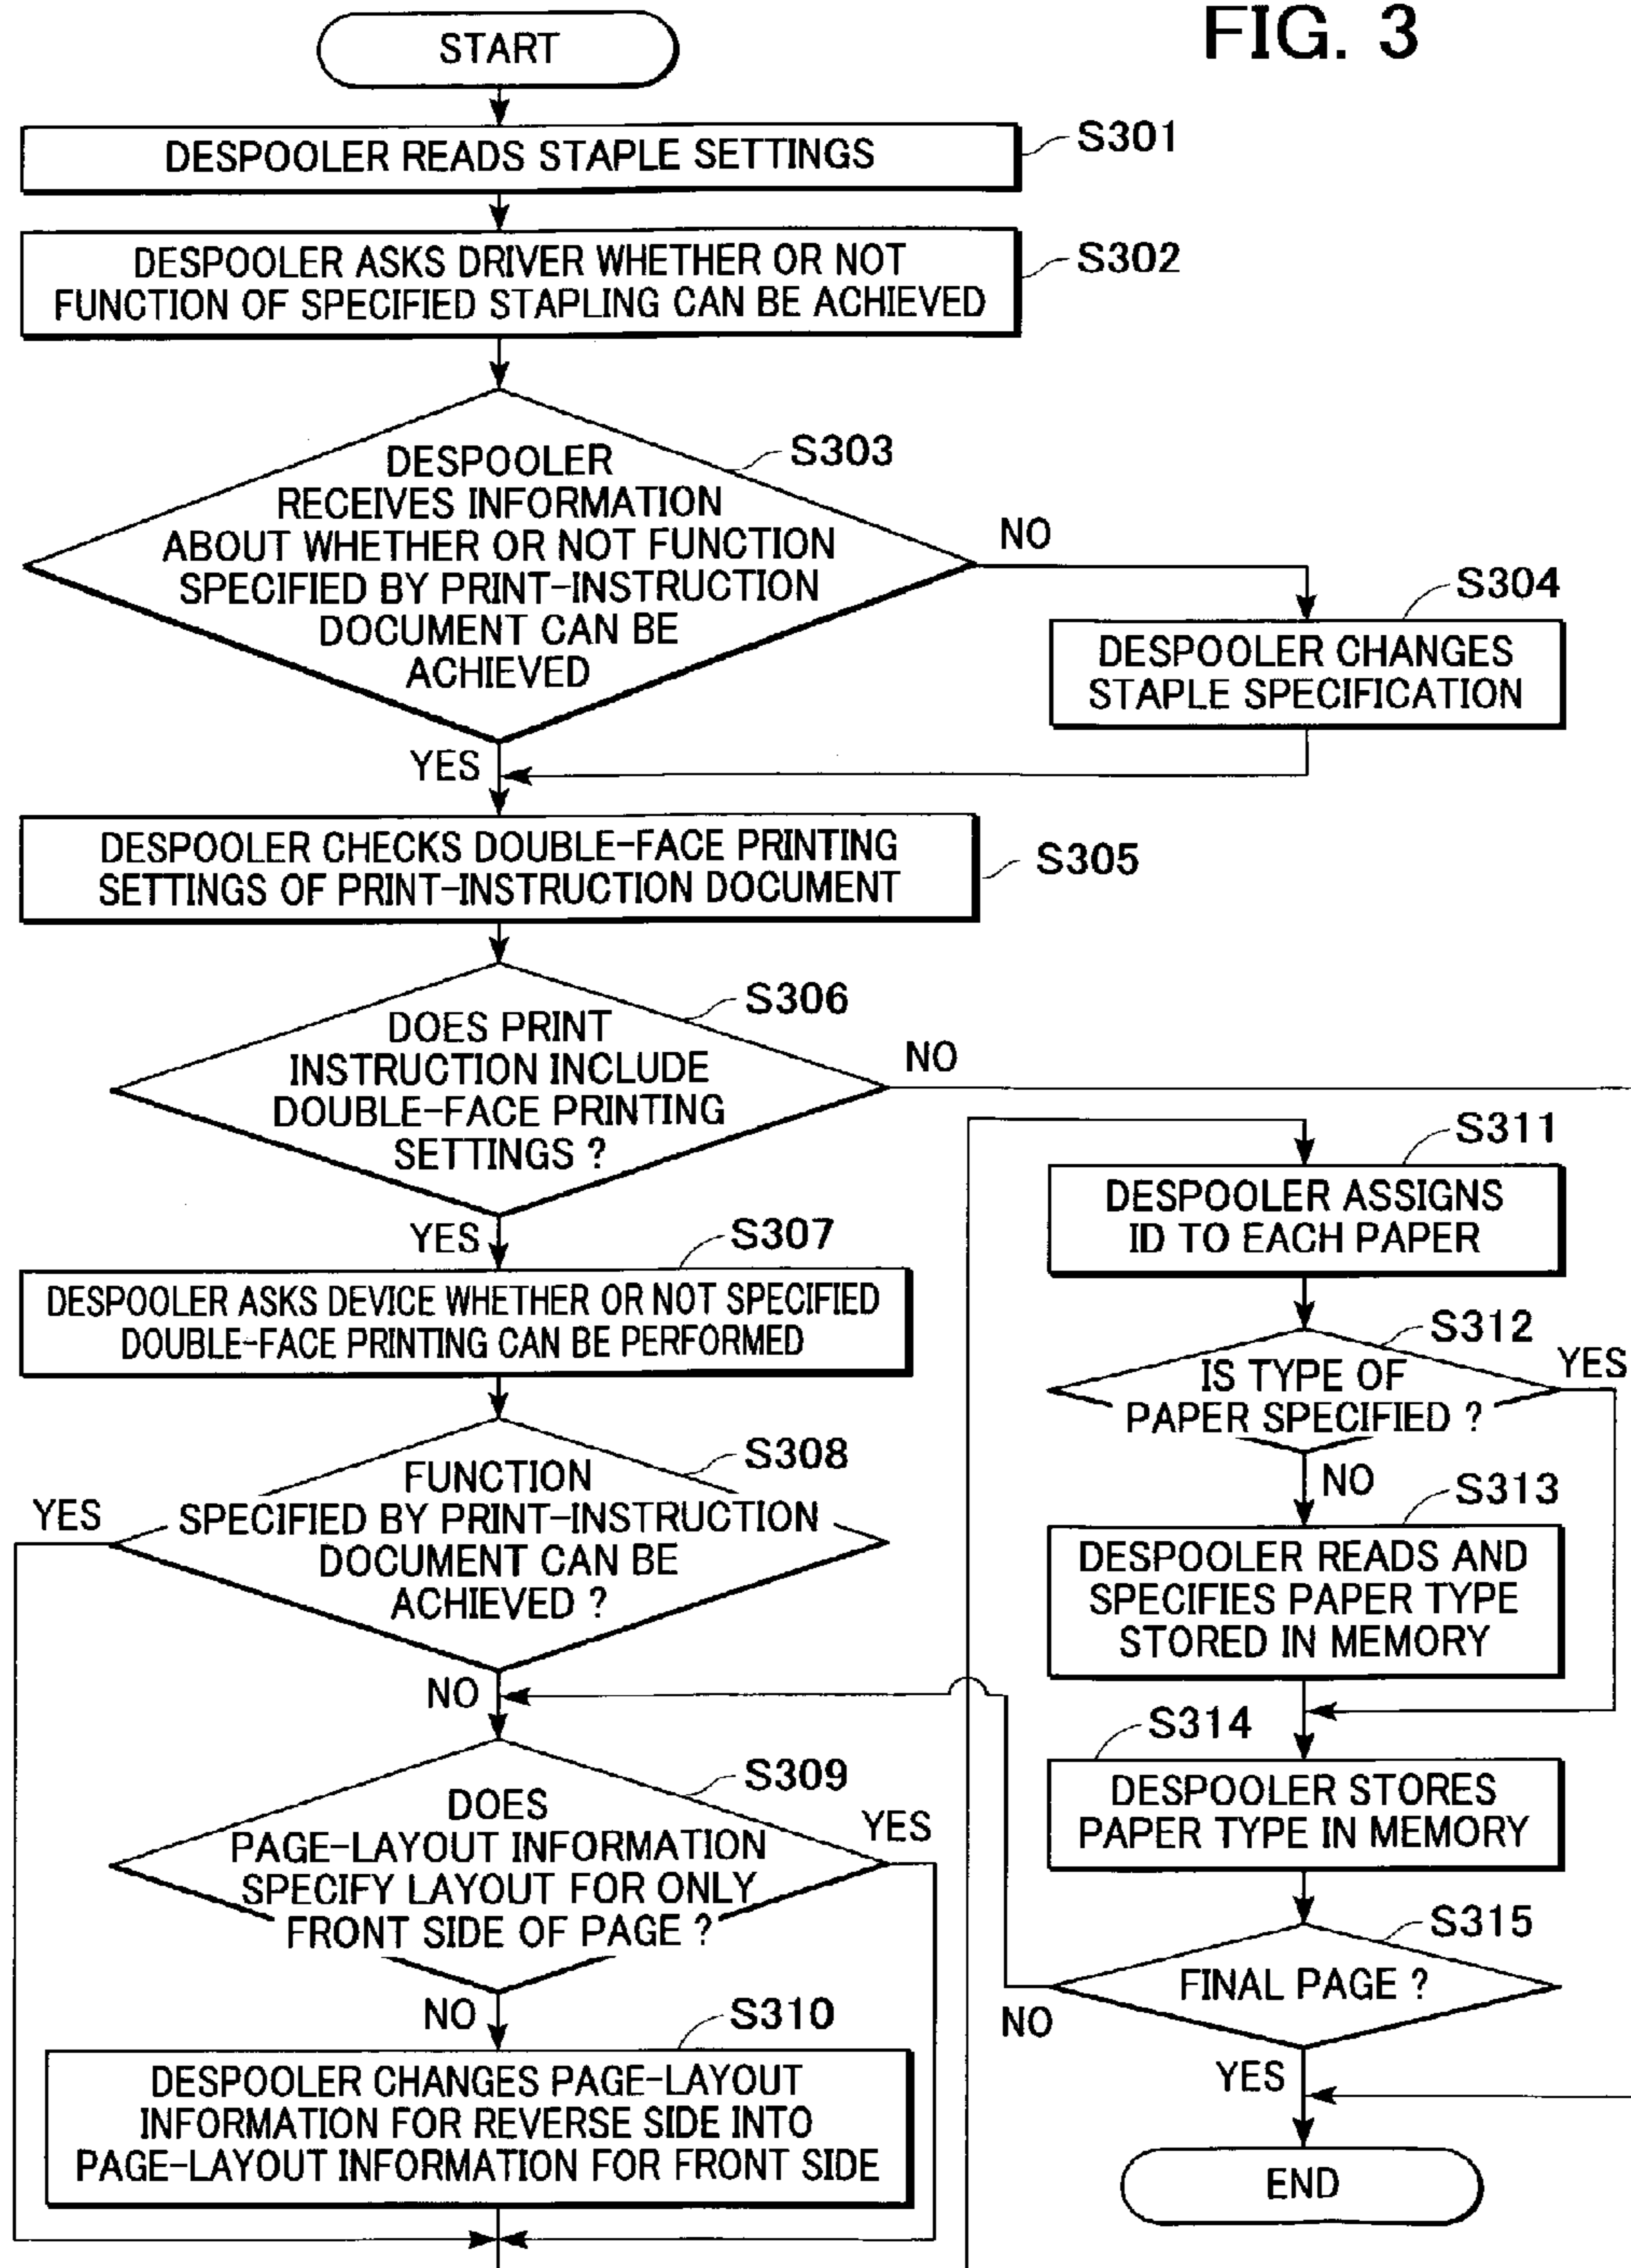 FIG. 3
START
DESPOOLER READS STAPLE SETTINGS
S301
DESPOOLER ASKS DRIVER WHETHER OR NOT
FUNCTION OF SPECIFIED STAPLING CAN BE ACHIEVED
S302
DESPOOLER
RECEIVES INFORMATION
ABOUT WHETHER OR NOT FUNCTION
SPECIFIED BY PRINT-INSTRUCTION
DOCUMENT CAN BE
ACHIEVED
S303
NO
S304
DESPOOLER CHANGES
STAPLE SPECIFICATION
YES
DESPOOLER CHECKS DOUBLE-FACE PRINTING
SETTINGS OF PRINT-INSTRUCTION DOCUMENT
S305
S306
DOES PRINT
INSTRUCTION INCLUDE
DOUBLE-FACE PRINTING
SETTINGS ?
NO
YES
S307
DESPOOLER ASKS DEVICE WHETHER OR NOT SPECIFIED
DOUBLE-FACE PRINTING CAN BE PERFORMED
S308
FUNCTION
SPECIFIED BY PRINT-INSTRUCTION
DOCUMENT CAN BE
ACHIEVED ?
YES
NO
S309
DOES
PAGE-LAYOUT INFORMATION
SPECIFY LAYOUT FOR ONLY
FRONT SIDE OF PAGE ?
YES
NO
S310
DESPOOLER CHANGES PAGE-LAYOUT
INFORMATION FOR REVERSE SIDE INTO
PAGE-LAYOUT INFORMATION FOR FRONT SIDE
S311
DESPOOLER ASSIGNS
ID TO EACH PAPER
S312
IS TYPE OF
PAPER SPECIFIED ?
YES
NO
S313
DESPOOLER READS AND
SPECIFIES PAPER TYPE
STORED IN MEMORY
S314
DESPOOLER STORES
PAPER TYPE IN MEMORY
S315
FINAL PAGE ?
NO
YES
END